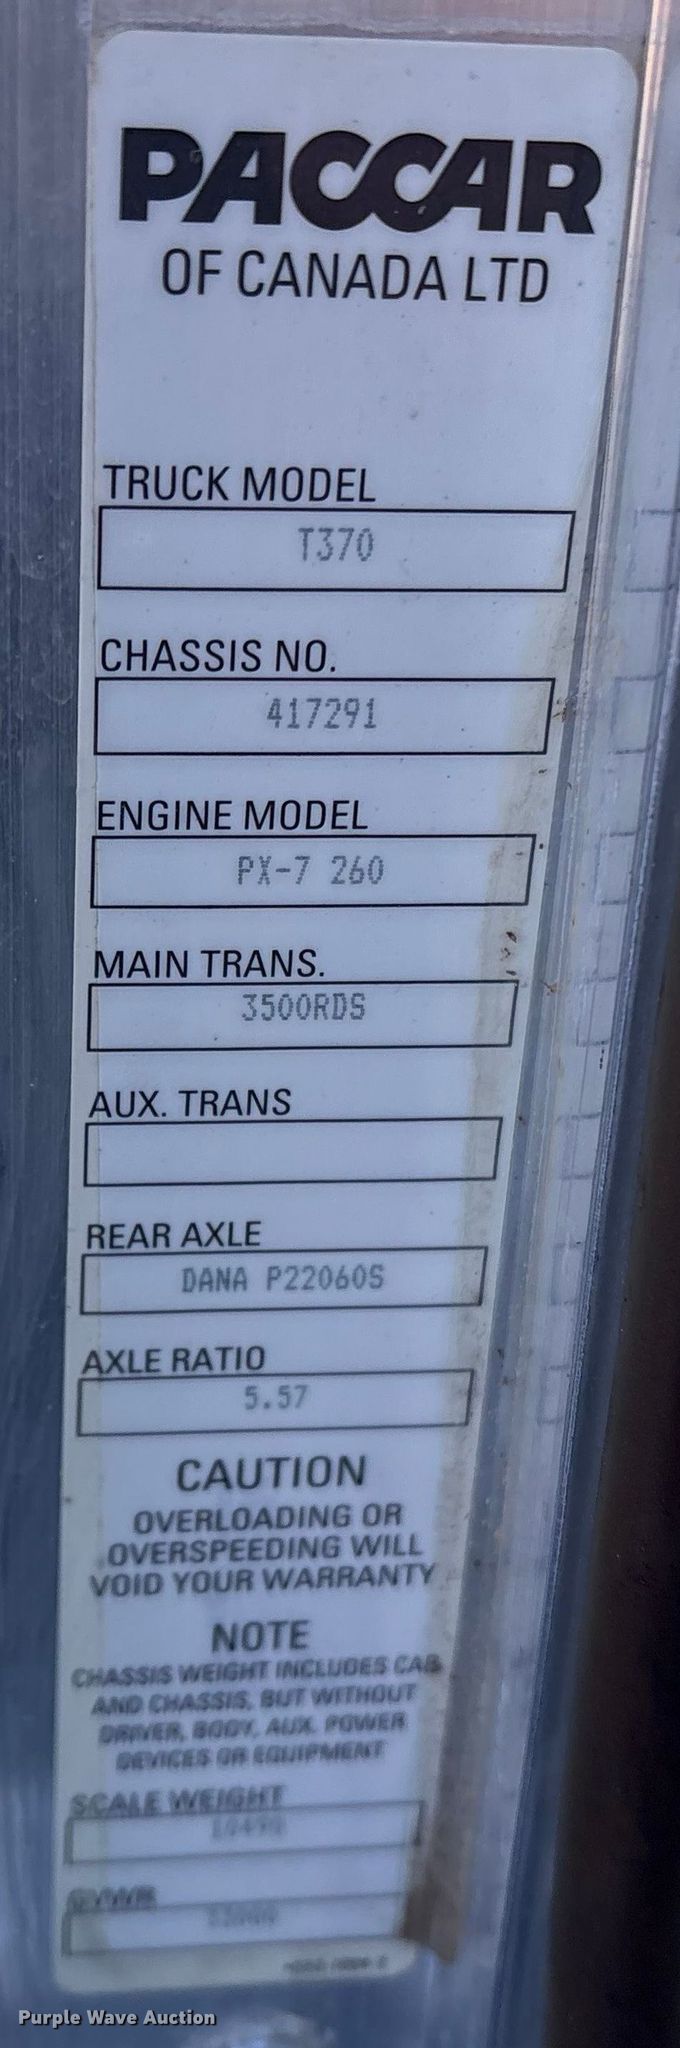 PACCAR
OF CANADA LTD
TRUCK MODEL
T370
CHASSIS NO.
417291
ENGINE MODEL
PX-7 260
MAIN TRANS.
3500RDS
AUX. TRANS
REAR AXLE
DANA P22060S
AXLE RATIO
5.57
CAUTION
OVERLOADING OR
OVERSPEEDING WILL
VOID YOUR WARRANTY
NOTE
CHASSIS WEIGHT INCLUDES CAB
AND CHASSIS, BUT WITHOUT
DRIVER, BODY, AUX. POWER
DEVICES OR EQUIPMENT
SCALE WEIGHT
GVWR
Purple Wave Auction